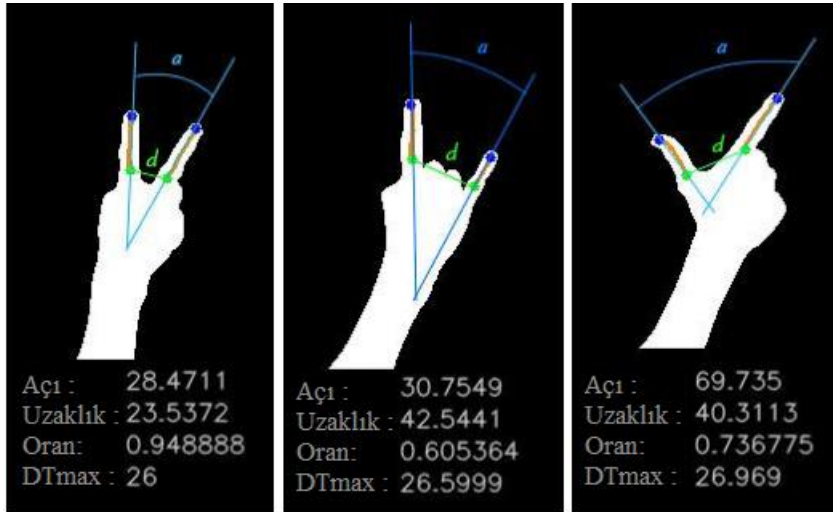 a
d
Açı : 28.4711
Uzaklık : 23.5372
Oran: 0.948888
DTmax : 26
a
d
Açı : 30.7549
Uzaklık : 42.5441
Oran: 0.605364
DTmax : 26.5999
a
d
Açı : 69.735
Uzaklık : 40.3113
Oran: 0.736775
DTmax : 26.969